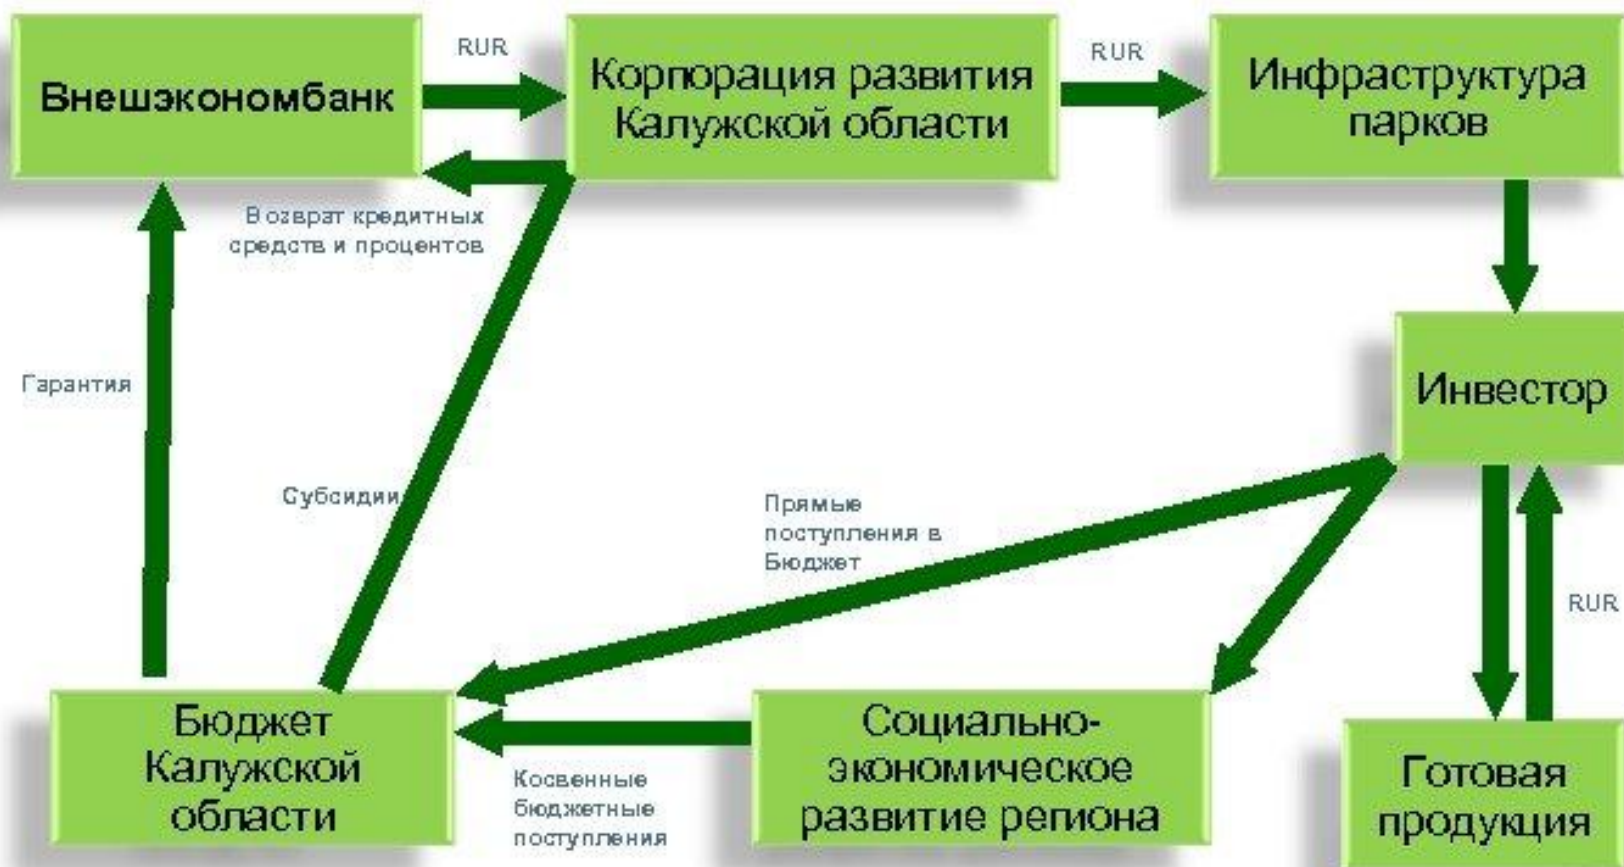 RUR
RUR
Внешэкономбанк
Корпорация развития
Калужской области
Инфраструктура
парков
Возврат кредитных
средств и процентов
Гарантия
Инвестор
Субсидии
Прямые
поступления в
Бюджет
RUR
Бюджет
Калужской
области
Косвенные
бюджетные
поступления
Социально-
экономическое
развитие региона
Готовая
продукция